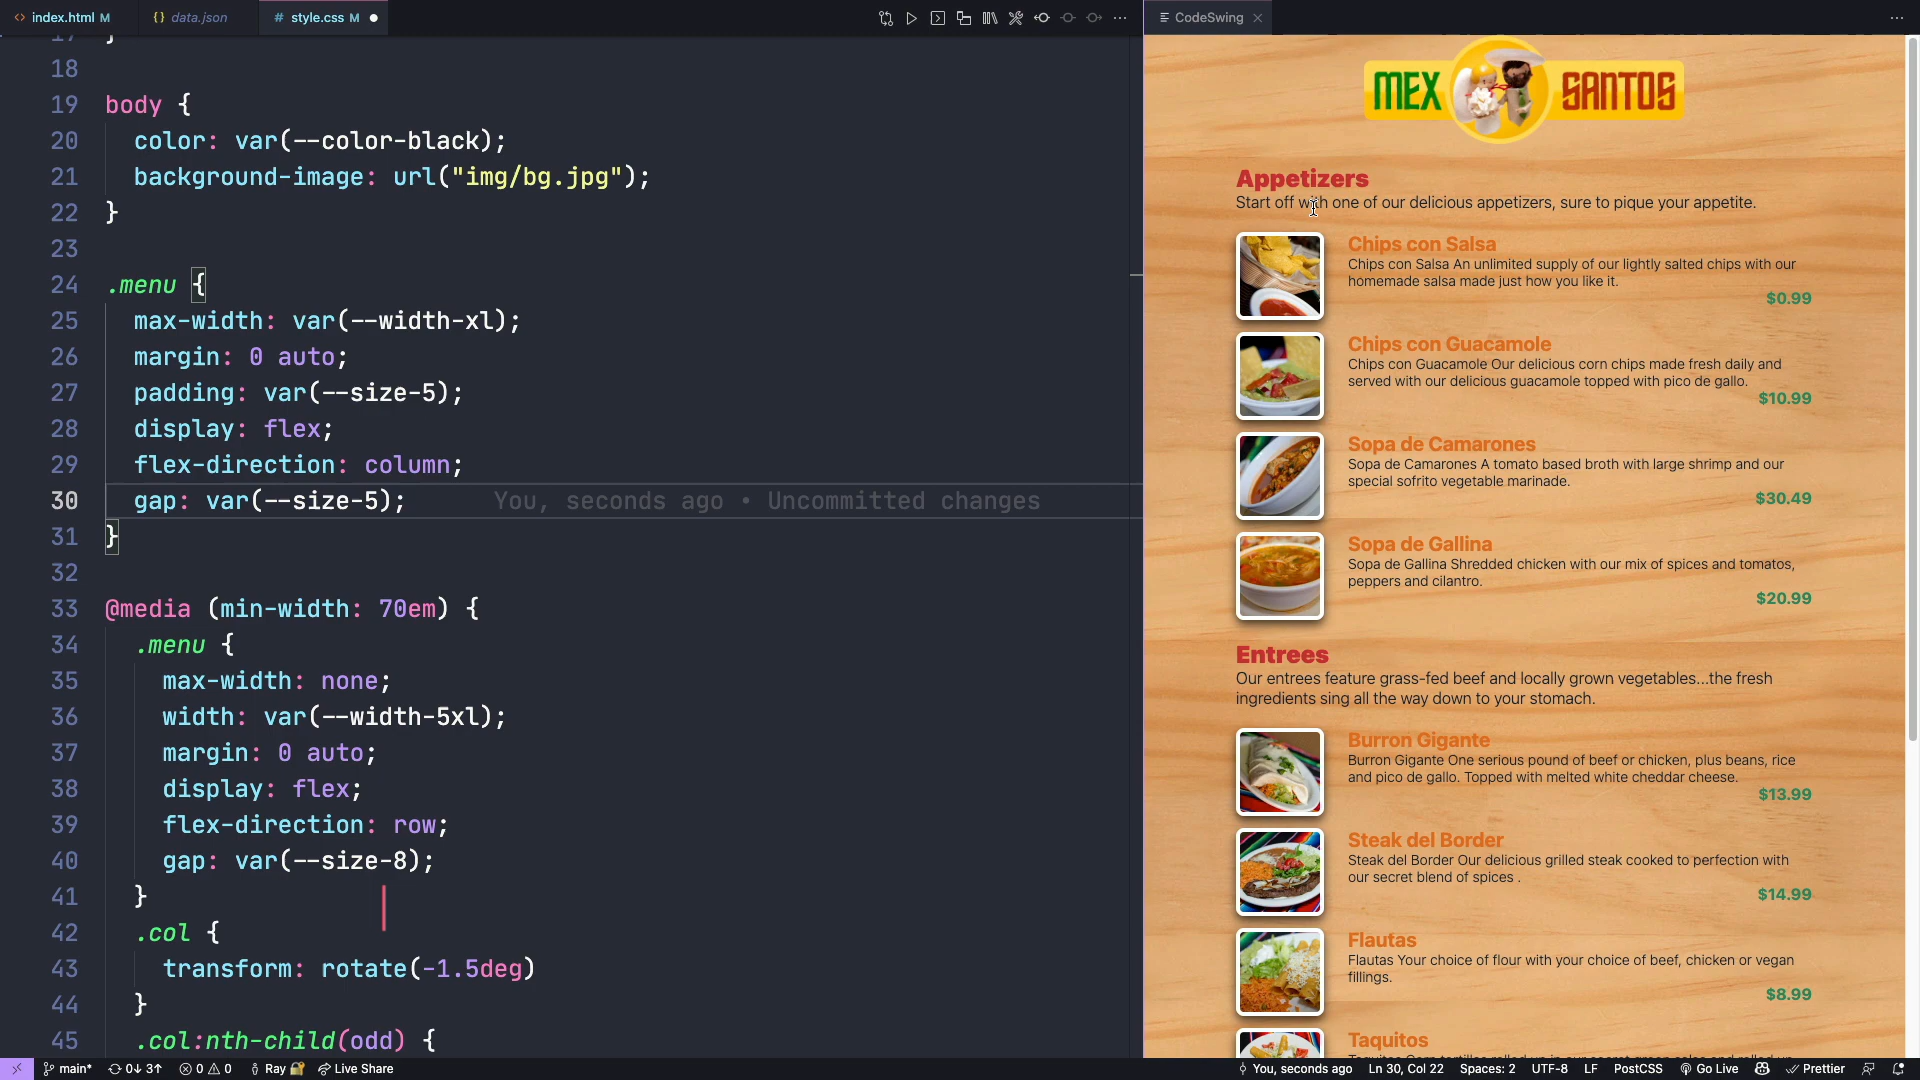 index.html M
data.json
style.css M
CodeSwing
17 }
18
19 body {
20 color: var(--color-black);
21 background-image: url("img/bg.jpg");
22 }
23
24 .menu {
25 max-width: var(--width-xl);
26 margin: 0 auto;
27 padding: var(--size-5);
28 display: flex;
29 flex-direction: column;
30 gap: var(--size-5); You, seconds ago • Uncommitted changes
31 }
32
33 @media (min-width: 70em) {
34 .menu {
35 max-width: none;
36 width: var(--width-5xl);
37 margin: 0 auto;
38 display: flex;
39 flex-direction: row;
40 gap: var(--size-8);
41 }
42 .col {
43 transform: rotate(-1.5deg)
44 }
45 .col:nth-child(odd) {
MEX SANTOS
Appetizers
Start off with one of our delicious appetizers, sure to pique your appetite.
Chips con Salsa
Chips con Salsa An unlimited supply of our lightly salted chips with our
homemade salsa made just how you like it.
$0.99
Chips con Guacamole
Chips con Guacamole Our delicious corn chips made fresh daily and
served with our delicious guacamole topped with pico de gallo.
$10.99
Sopa de Camarones
Sopa de Camarones A tomato based broth with large shrimp and our
special sofrito vegetable marinade.
$30.49
Sopa de Gallina
Sopa de Gallina Shredded chicken with our mix of spices and tomatos,
peppers and cilantro.
$20.99
Entrees
Our entrees feature grass-fed beef and locally grown vegetables...the fresh
ingredients sing all the way down to your stomach.
Burron Gigante
Burron Gigante One serious pound of beef or chicken, plus beans, rice
and pico de gallo. Topped with melted white cheddar cheese.
$13.99
Steak del Border
Steak del Border Our delicious grilled steak cooked to perfection with
our secret blend of spices .
$14.99
Flautas
Flautas Your choice of flour with your choice of beef, chicken or vegan
fillings.
$8.99
Taquitos
main* 0↓ 3↑ 0 0 Ray Live Share
You, seconds ago Ln 30, Col 22 Spaces: 2 UTF-8 LF PostCSS Go Live Prettier